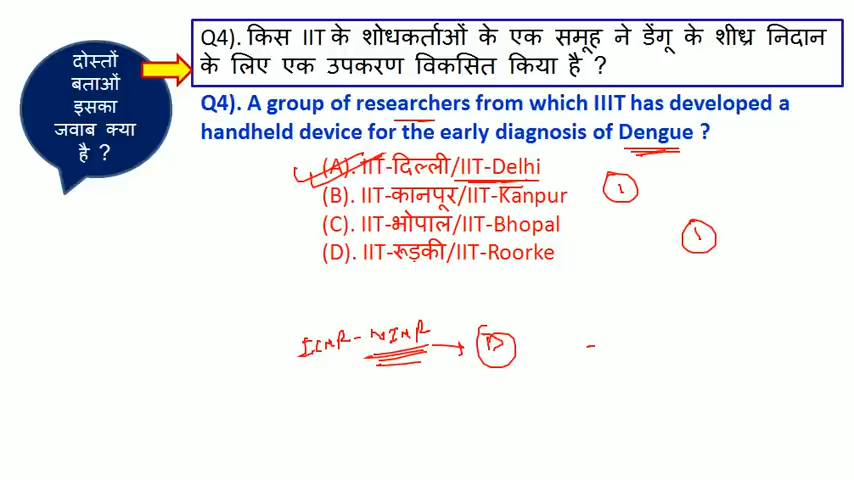 दोस्तों
बताओं
इसका
जवाब क्या
है ?
Q4). किस IIT के शोधकर्ताओं के एक समूह ने डेंगू के शीघ्र निदान
के लिए एक उपकरण विकसित किया है ?
Q4). A group of researchers from which IIIT has developed a
handheld device for the early diagnosis of Dengue ?
(A). IIT-दिल्ली/IIT-Delhi
(B). IIT-कानपूर/IIT-Kanpur
(C). IIT-भोपाल/IIT-Bhopal
(D). IIT-रूड़की/IIT-Roorke
ICMR - NIMR